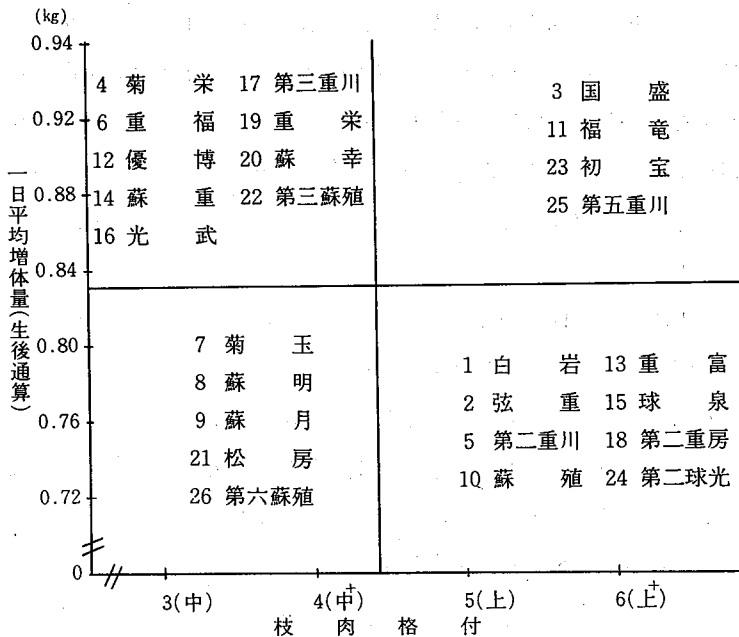 (kg)
0.94
0.92
0.88
0.84
0.80
0.76
0.72
0
一日平均増体量(生後通算)
4 菊栄 17 第三重川
6 重福 19 重栄
12 優博 20 蘇幸
14 蘇重 22 第三蘇殖
16 光武
3 国盛
11 福竜
23 初宝
25 第五重川
7 菊玉
8 蘇明
9 蘇月
21 松房
26 第六蘇殖
1 白岩 13 重富
2 弦重 15 球泉
5 第二重川 18 第二重房
10 蘇殖 24 第二球光
3(中) 4(中+) 5(上) 6(上+)
枝肉格付